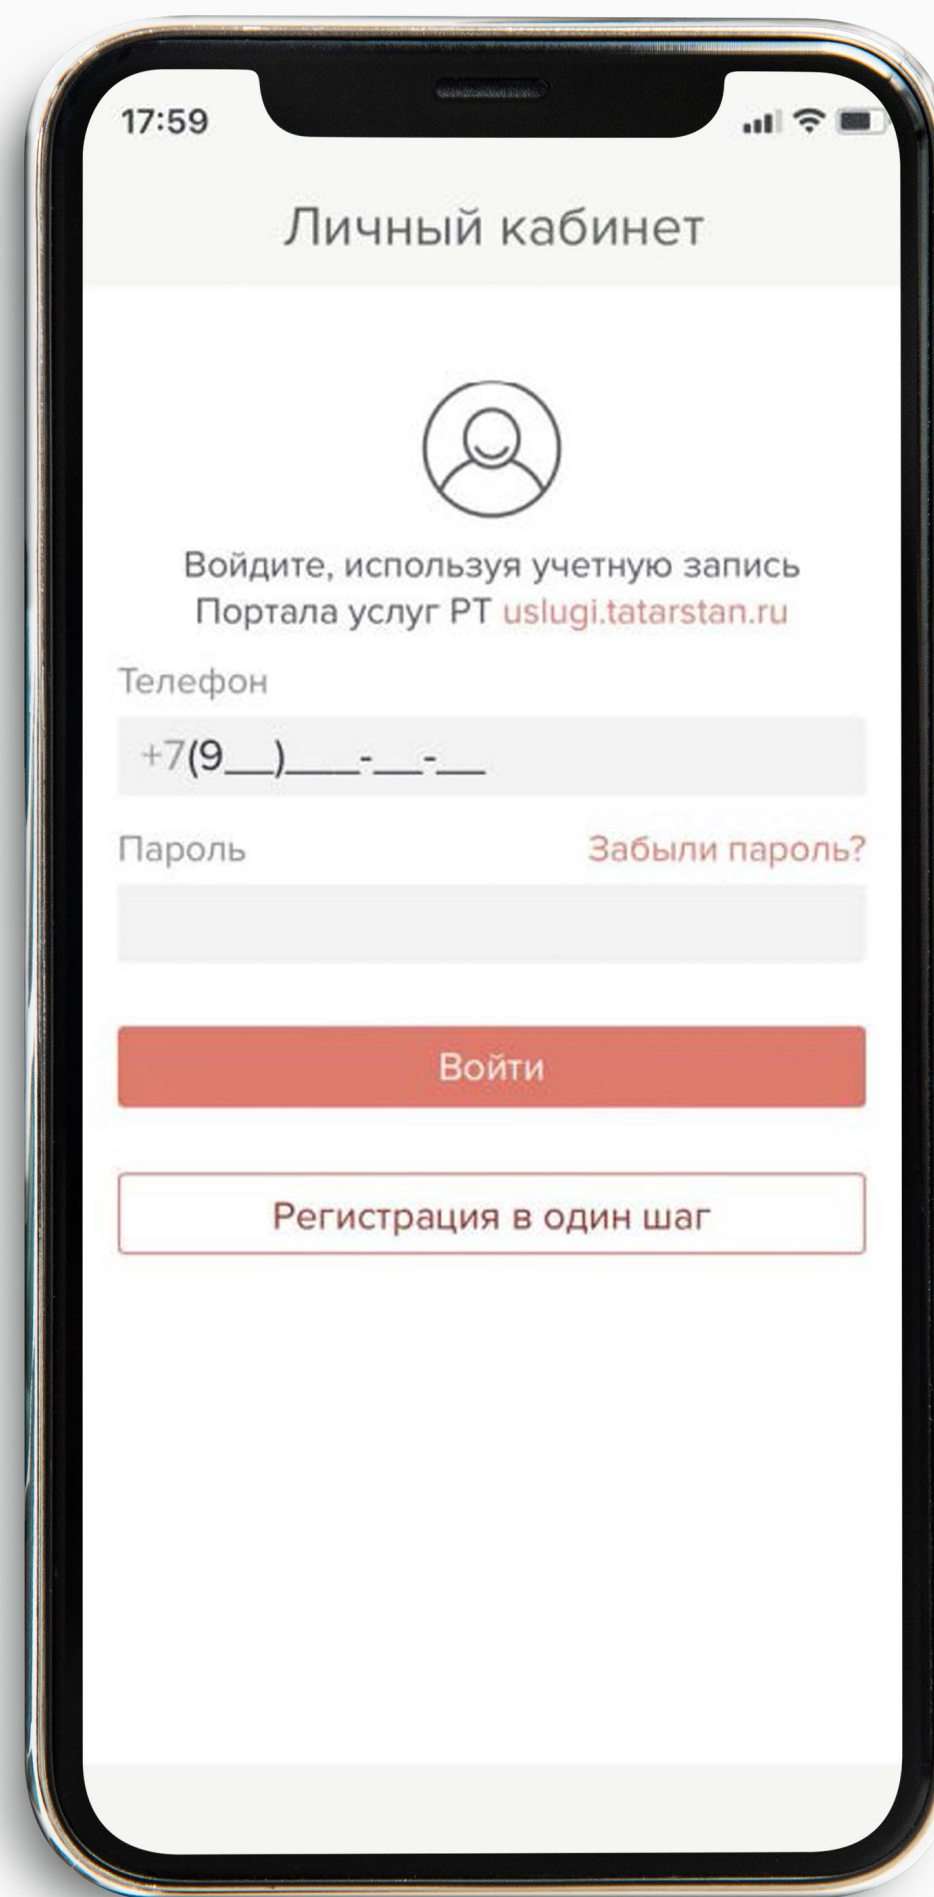 17:59
Личный кабинет
Войдите, используя учетную запись
Портала услуг РТ uslugi.tatarstan.ru
Телефон
+7(9__)___-__-__
Пароль
Забыли пароль?
Войти
Регистрация в один шаг